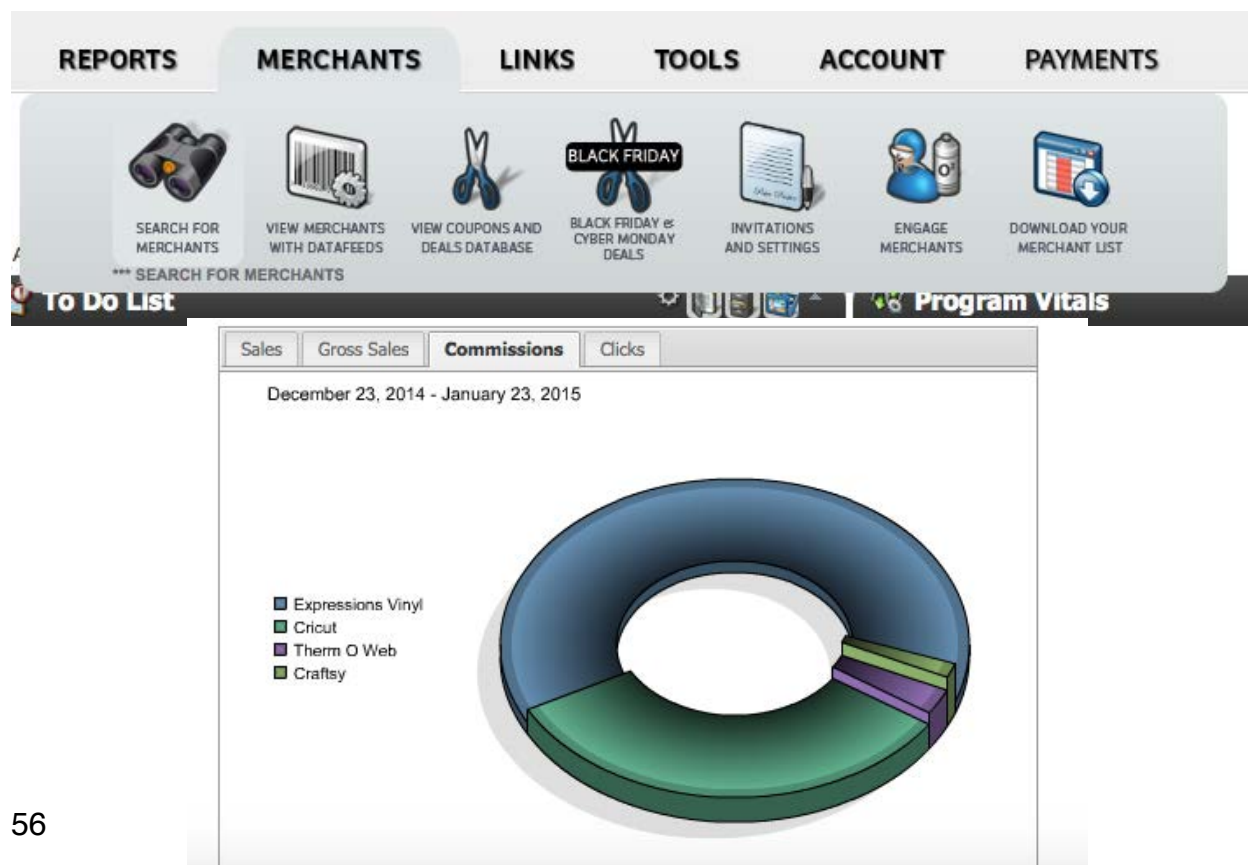 REPORTS MERCHANTS LINKS TOOLS ACCOUNT PAYMENTS
BLACK FRIDAY
SEARCH FOR
MERCHANTS
VIEW MERCHANTS
WITH DATAFEEDS
VIEW COUPONS AND
DEALS DATABASE
BLACK FRIDAY &
CYBER MONDAY
DEALS
INVITATIONS
AND SETTINGS
ENGAGE
MERCHANTS
DOWNLOAD YOUR
MERCHANT LIST
*** SEARCH FOR MERCHANTS
To Do List
Program Vitals
Sales Gross Sales Commissions Clicks
December 23, 2014 - January 23, 2015
Expressions Vinyl
Cricut
Therm O Web
Craftsy
56